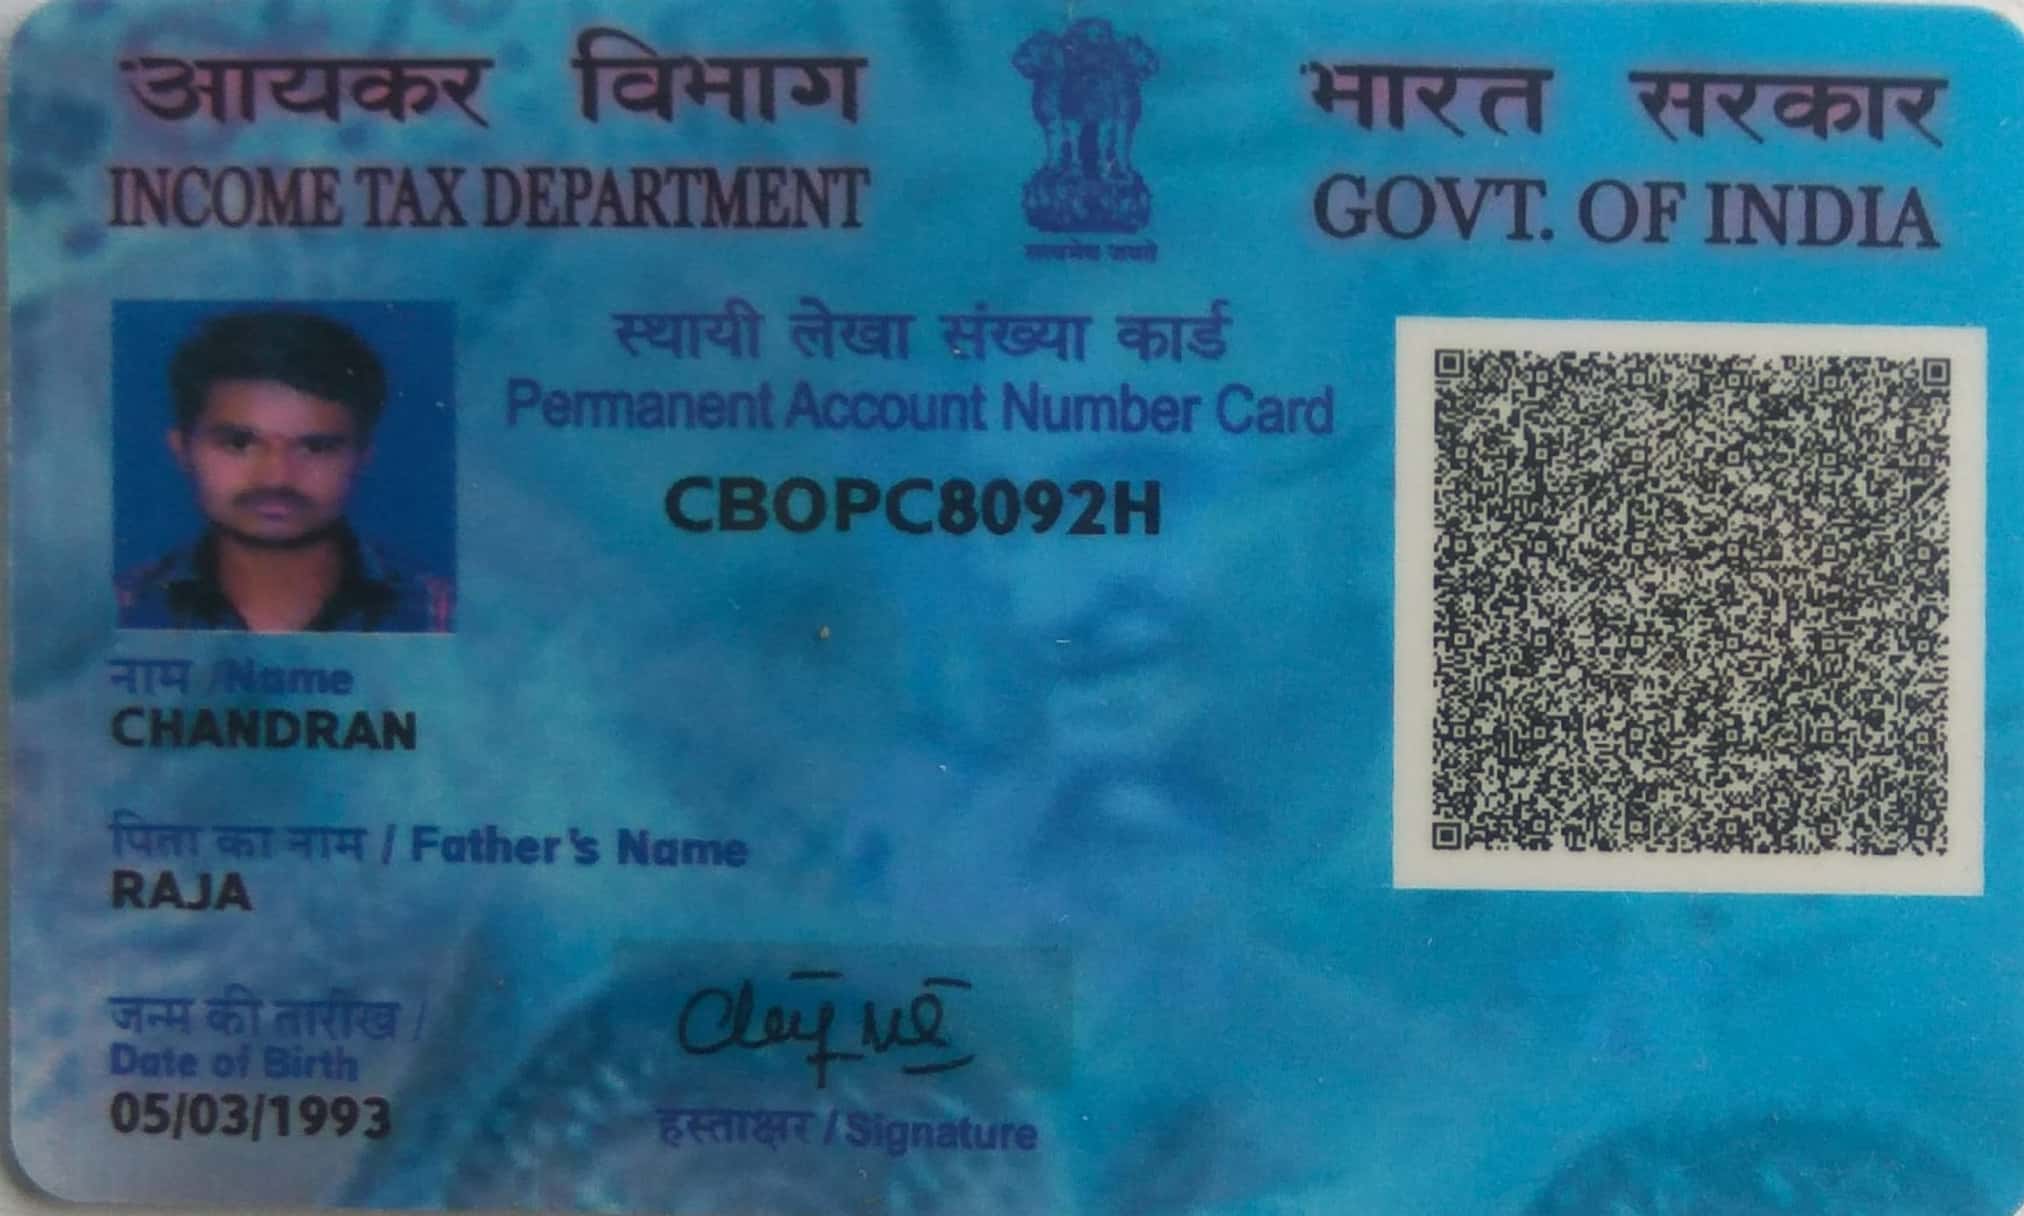 आयकर विभाग
INCOME TAX DEPARTMENT
सत्यमेव जयते
भारत सरकार
GOVT. OF INDIA
स्थायी लेखा संख्या कार्ड
Permanent Account Number Card
CBOPC8092H
नाम /Name
CHANDRAN
पिता का नाम / Father's Name
RAJA
जन्म की तारीख /
Date of Birth
05/03/1993
हस्ताक्षर / Signature